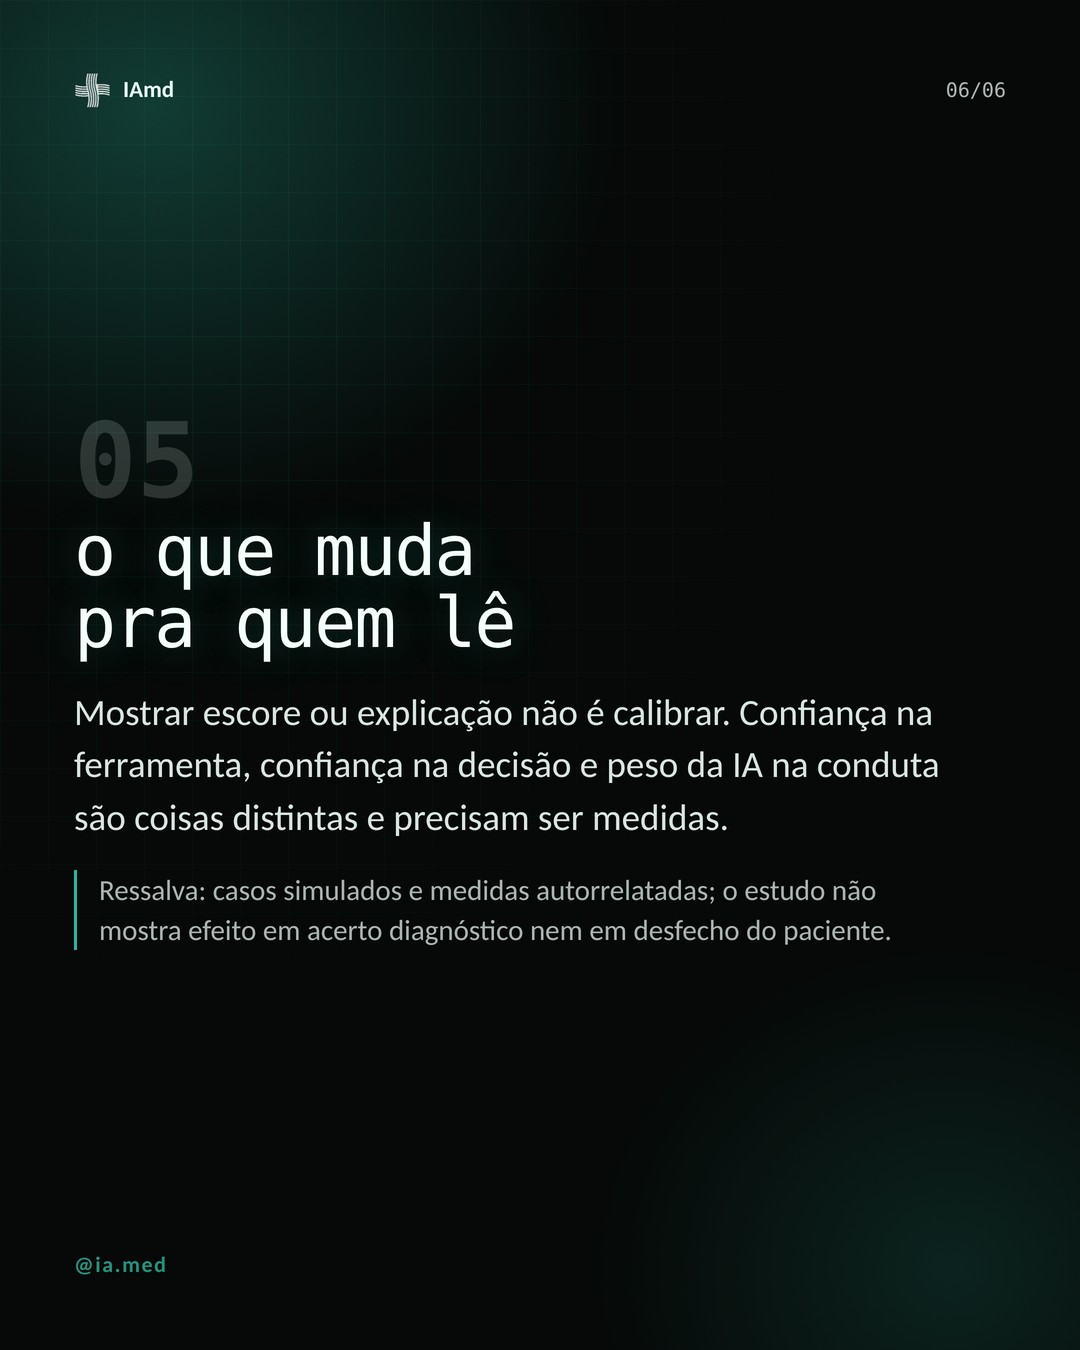 IAmd
06/06
05
o que muda
pra quem lê
Mostrar escore ou explicação não é calibrar. Confiança na
ferramenta, confiança na decisão e peso da IA na conduta
são coisas distintas e precisam ser medidas.
Ressalva: casos simulados e medidas autorrelatadas; o estudo não
mostra efeito em acerto diagnóstico nem em desfecho do paciente.
@ia.med